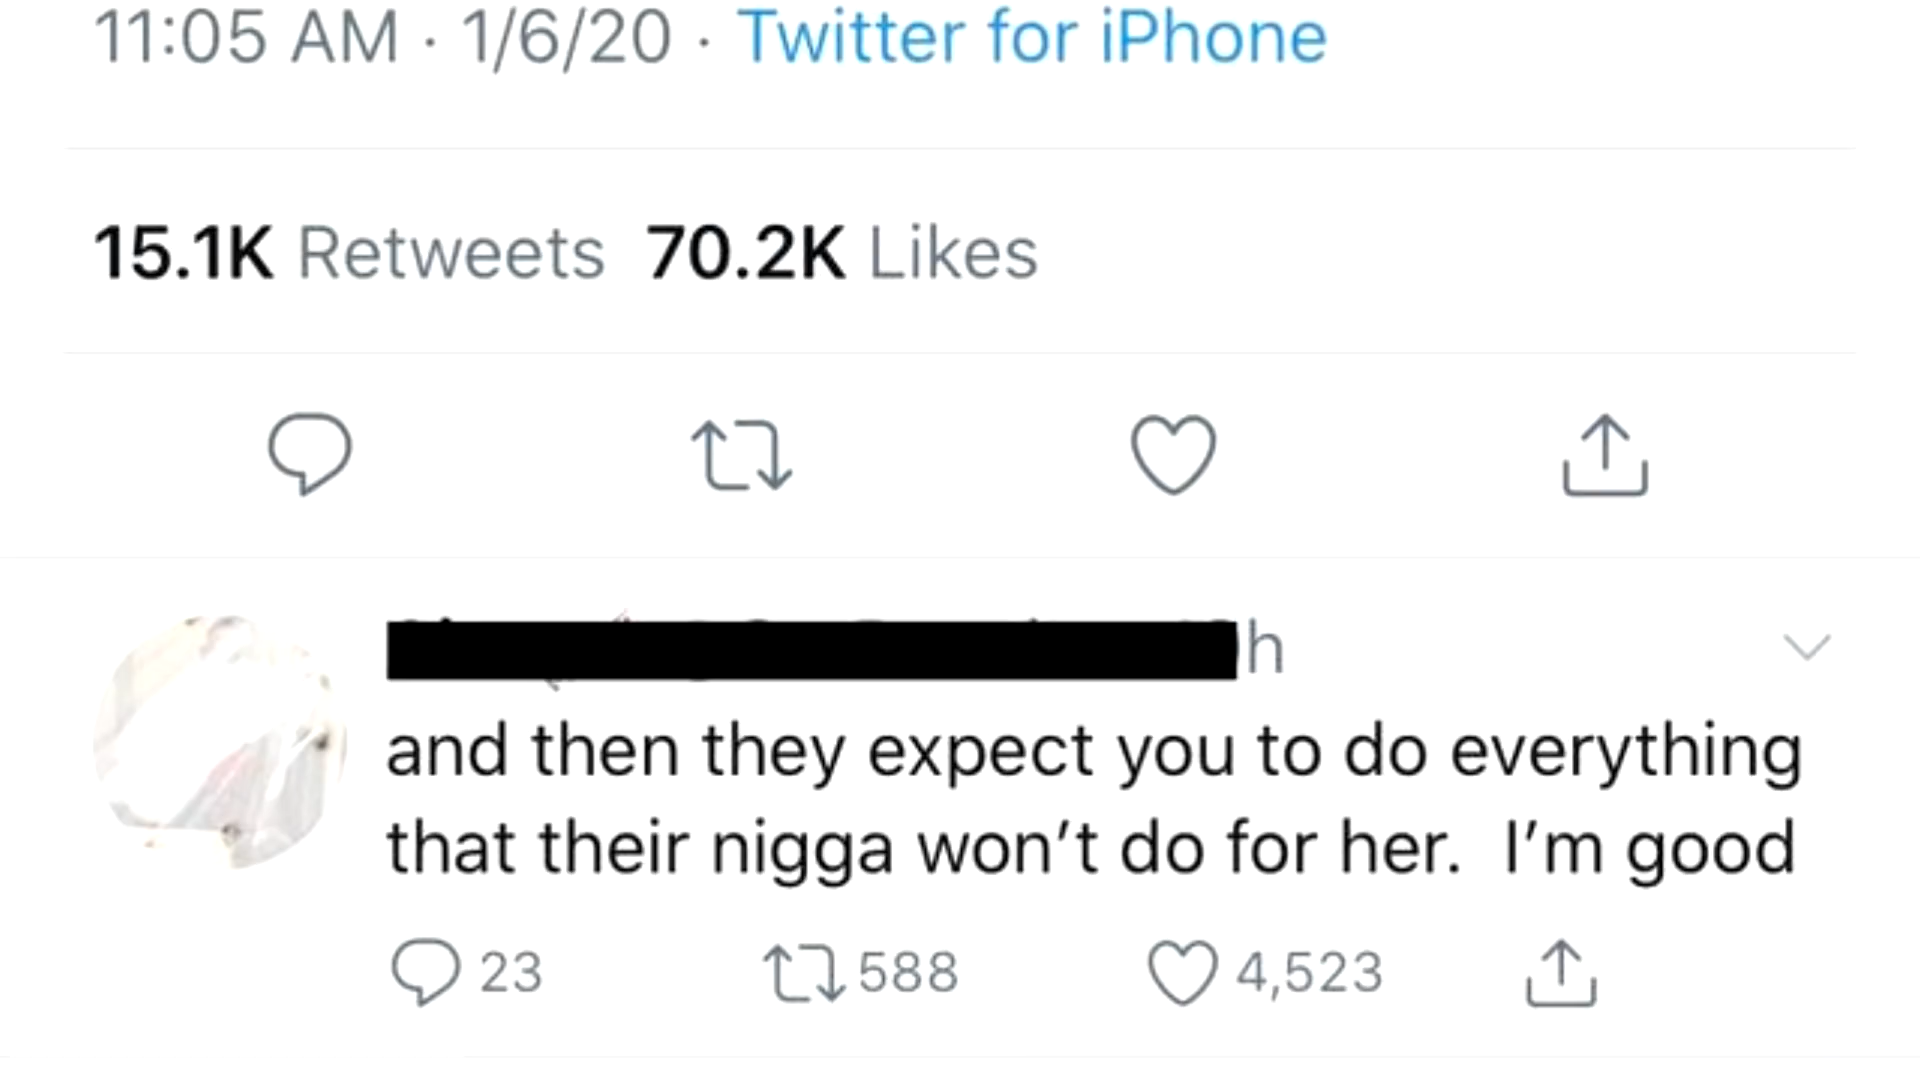 11:05 AM · 1/6/20 · Twitter for iPhone
15.1K Retweets 70.2K Likes
h
and then they expect you to do everything
that their nigga won't do for her.  I'm good
23 588 4,523